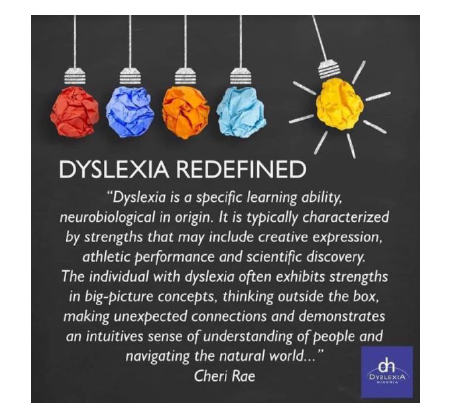 DYSLEXIA REDEFINED
"Dyslexia is a specific learning ability,
neurobiological in origin. It is typically characterized
by strengths that may include creative expression,
athletic performance and scientific discovery.
The individual with dyslexia often exhibits strengths
in big-picture concepts, thinking outside the box,
making unexpected connections and demonstrates
an intuitives sense of understanding of people and
navigating the natural world..."
Cheri Rae
dh
DYSLEXIA
NIGERIA